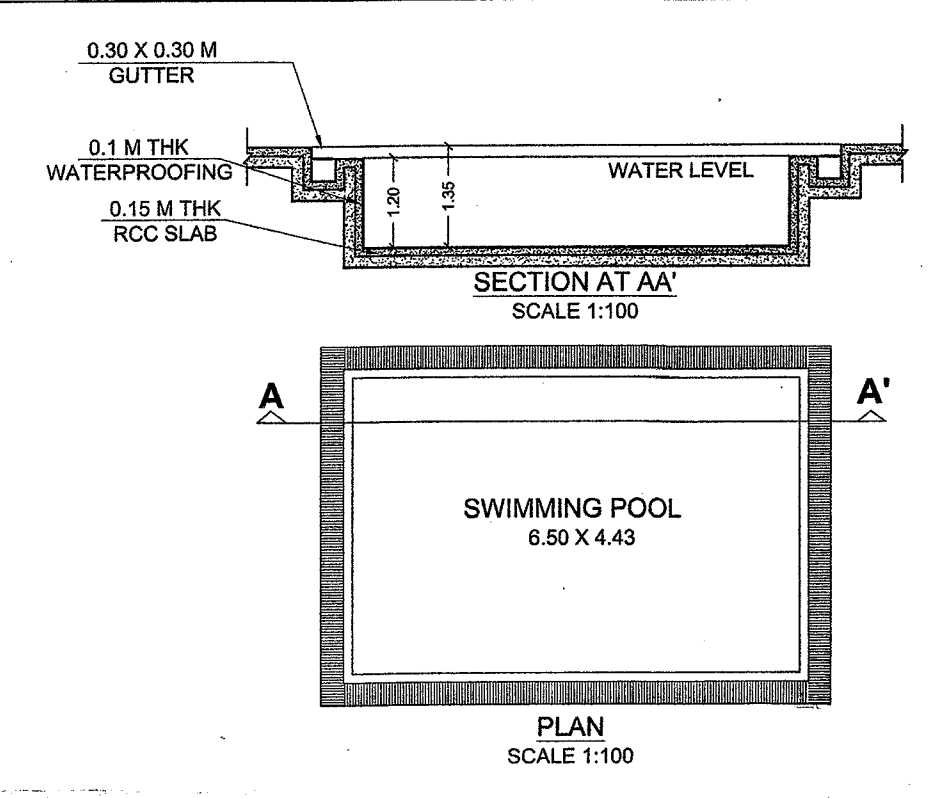 0.30 X 0.30 M
GUTTER
0.1 M THK
WATERPROOFING
0.15 M THK
RCC SLAB
1.20
1.35
WATER LEVEL
SECTION AT AA'
SCALE 1:100
A
A'
SWIMMING POOL
6.50 X 4.43
PLAN
SCALE 1:100